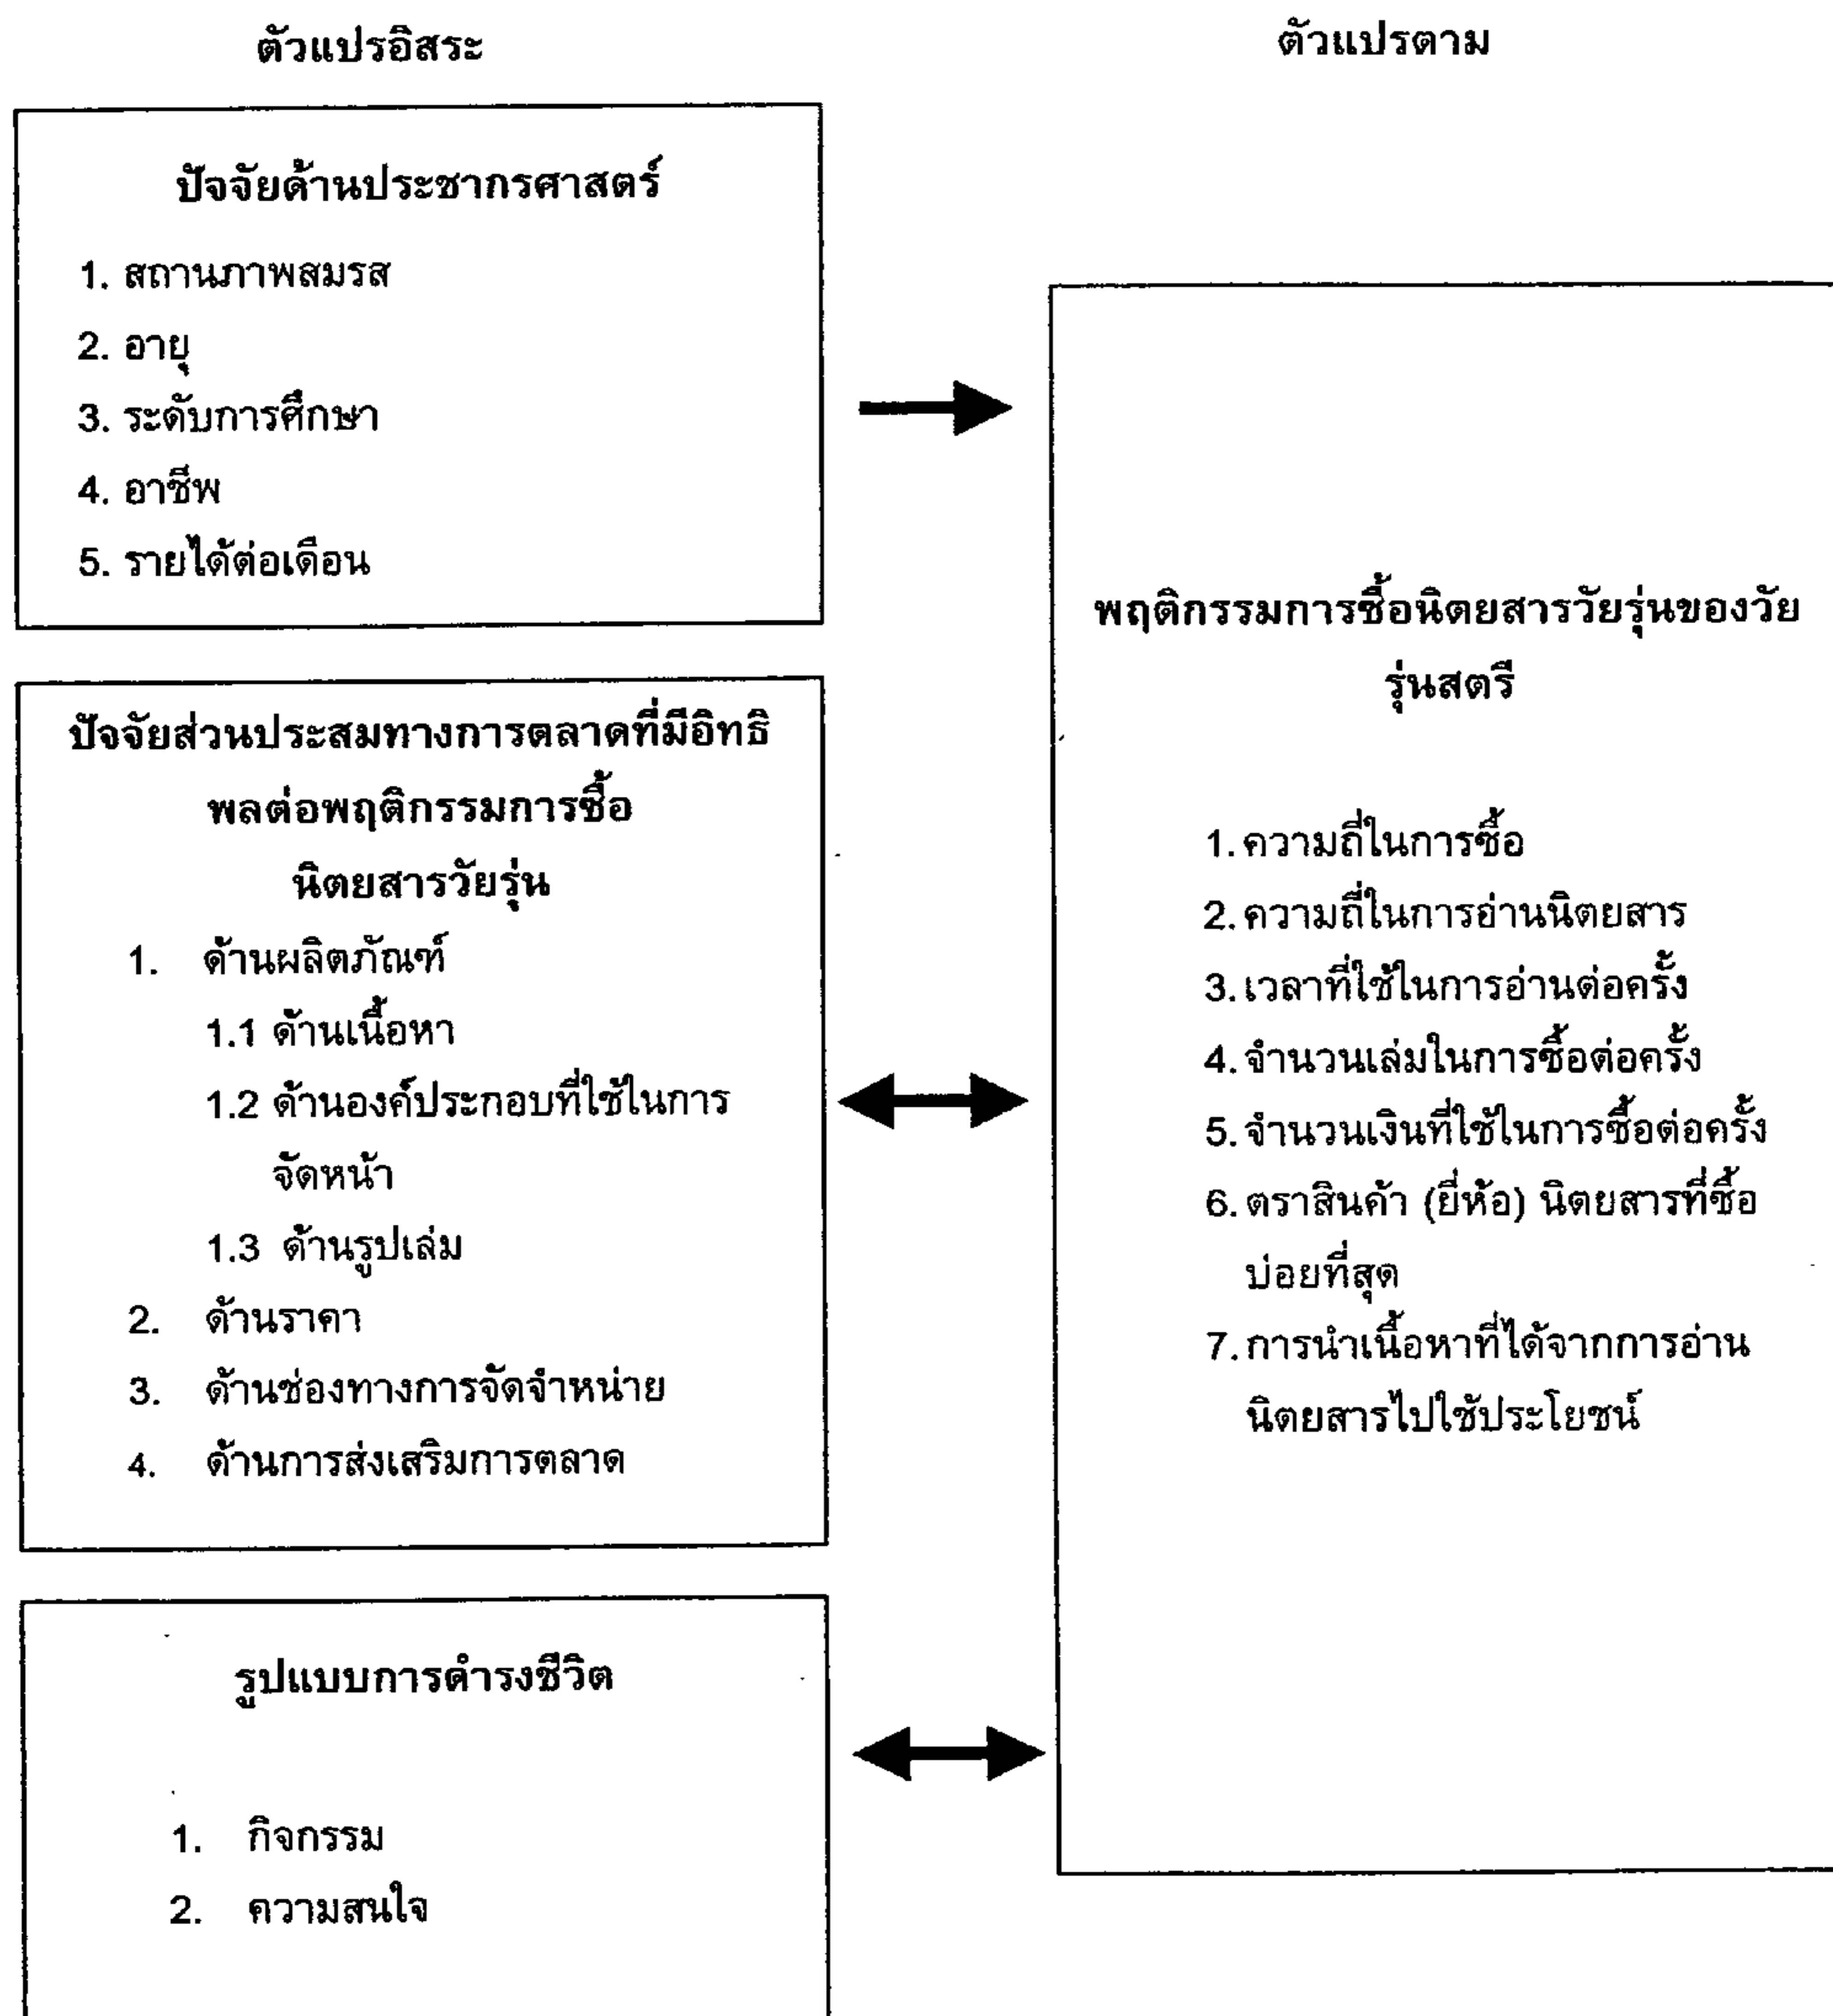 ตัวแปรอิสระ
ตัวแปรตาม
ปัจจัยด้านประชากรศาสตร์
1. สถานภาพสมรส
2. อายุ
3. ระดับการศึกษา
4. อาชีพ
5. รายได้ต่อเดือน
ปัจจัยส่วนประสมทางการตลาดที่มีอิทธิ
พลต่อพฤติกรรมการซื้อ
นิตยสารวัยรุ่น
1. ด้านผลิตภัณฑ์
1.1 ด้านเนื้อหา
1.2 ด้านองค์ประกอบที่ใช้ในการ
จัดหน้า
1.3 ด้านรูปเล่ม
2. ด้านราคา
3. ด้านช่องทางการจัดจำหน่าย
4. ด้านการส่งเสริมการตลาด
รูปแบบการดำรงชีวิต
1. กิจกรรม
2. ความสนใจ
พฤติกรรมการซื้อนิตยสารวัยรุ่นของวัย
รุ่นสตรี
1. ความถี่ในการซื้อ
2. ความถี่ในการอ่านนิตยสาร
3. เวลาที่ใช้ในการอ่านต่อครั้ง
4. จำนวนเล่มในการซื้อต่อครั้ง
5. จำนวนเงินที่ใช้ในการซื้อต่อครั้ง
6. ตราสินค้า (ยี่ห้อ) นิตยสารที่ซื้อ
บ่อยที่สุด
7. การนำเนื้อหาที่ได้จากการอ่าน
นิตยสารไปใช้ประโยชน์